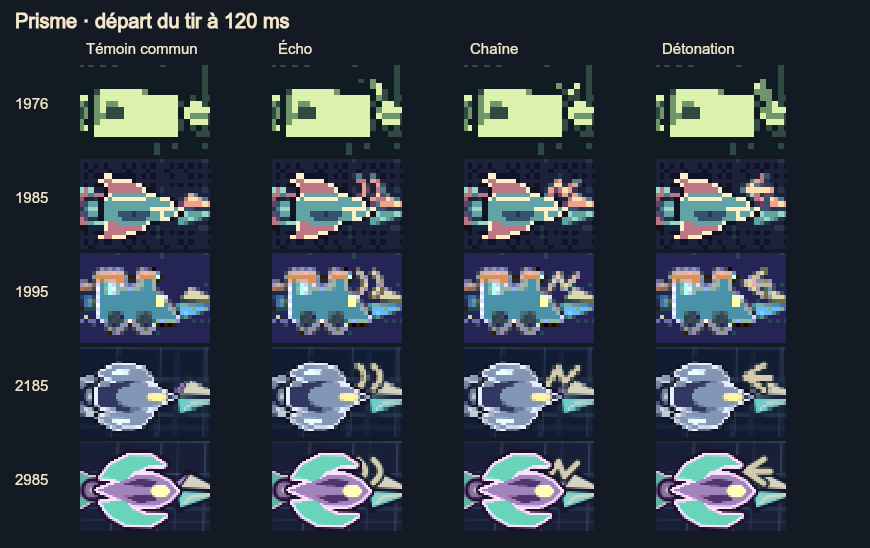 Prisme · départ du tir à 120 ms
Témoin commun Écho Chaîne Détonation
1976
1985
1995
2185
2985